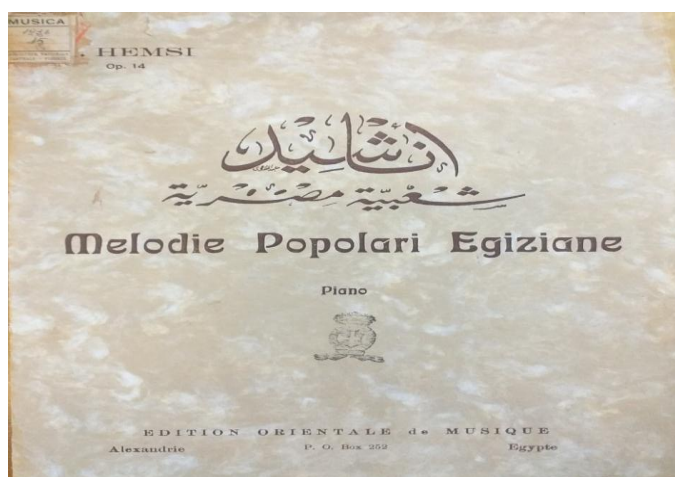 MUSICA
15
. HEMSI
Op. 14
اناشيد
شعبية مصرية
Melodie Popolari Egiziane
Piano
EDITION ORIENTALE de MUSIQUE
Alexandrie P. O. Box 252 Egypte